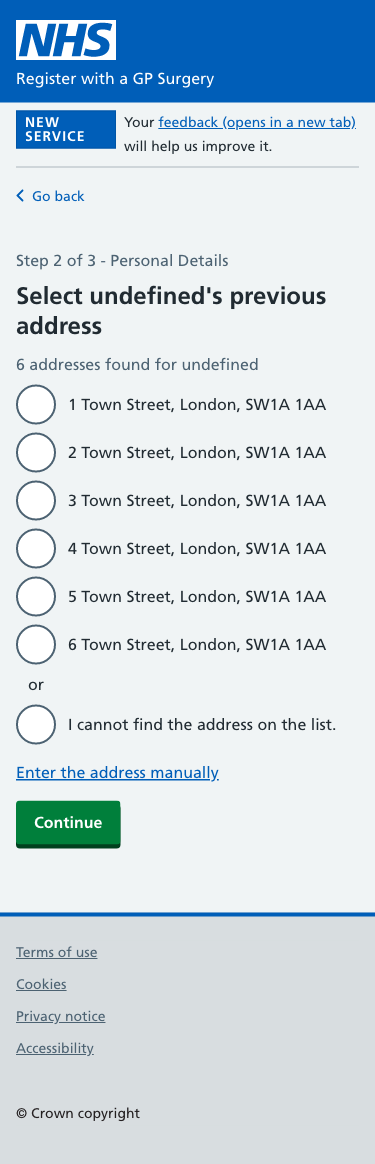 NHS
Register with a GP Surgery
NEW
SERVICE
Your feedback (opens in a new tab)
will help us improve it.
Go back
Step 2 of 3 - Personal Details
Select undefined's previous
address
6 addresses found for undefined
1 Town Street, London, SW1A 1AA
2 Town Street, London, SW1A 1AA
3 Town Street, London, SW1A 1AA
4 Town Street, London, SW1A 1AA
5 Town Street, London, SW1A 1AA
6 Town Street, London, SW1A 1AA
or
I cannot find the address on the list.
Enter the address manually
Continue
Terms of use
Cookies
Privacy notice
Accessibility
© Crown copyright